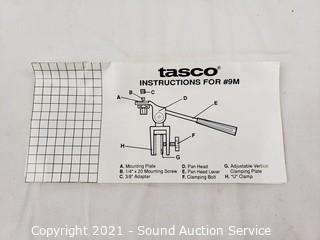 tasco®
INSTRUCTIONS FOR #9M
C
B
A
D
E
F
H
G
A. Mounting Plate
B. 1/4" x 20 Mounting Screw
C. 3/8" Adapter
D. Pan Head
E. Pan Head Lever
F. Clamping Bolt
G. Adjustable Vertical
Clamping Plate
H. "U" Clamp
Copyright 2021 - Sound Auction Service